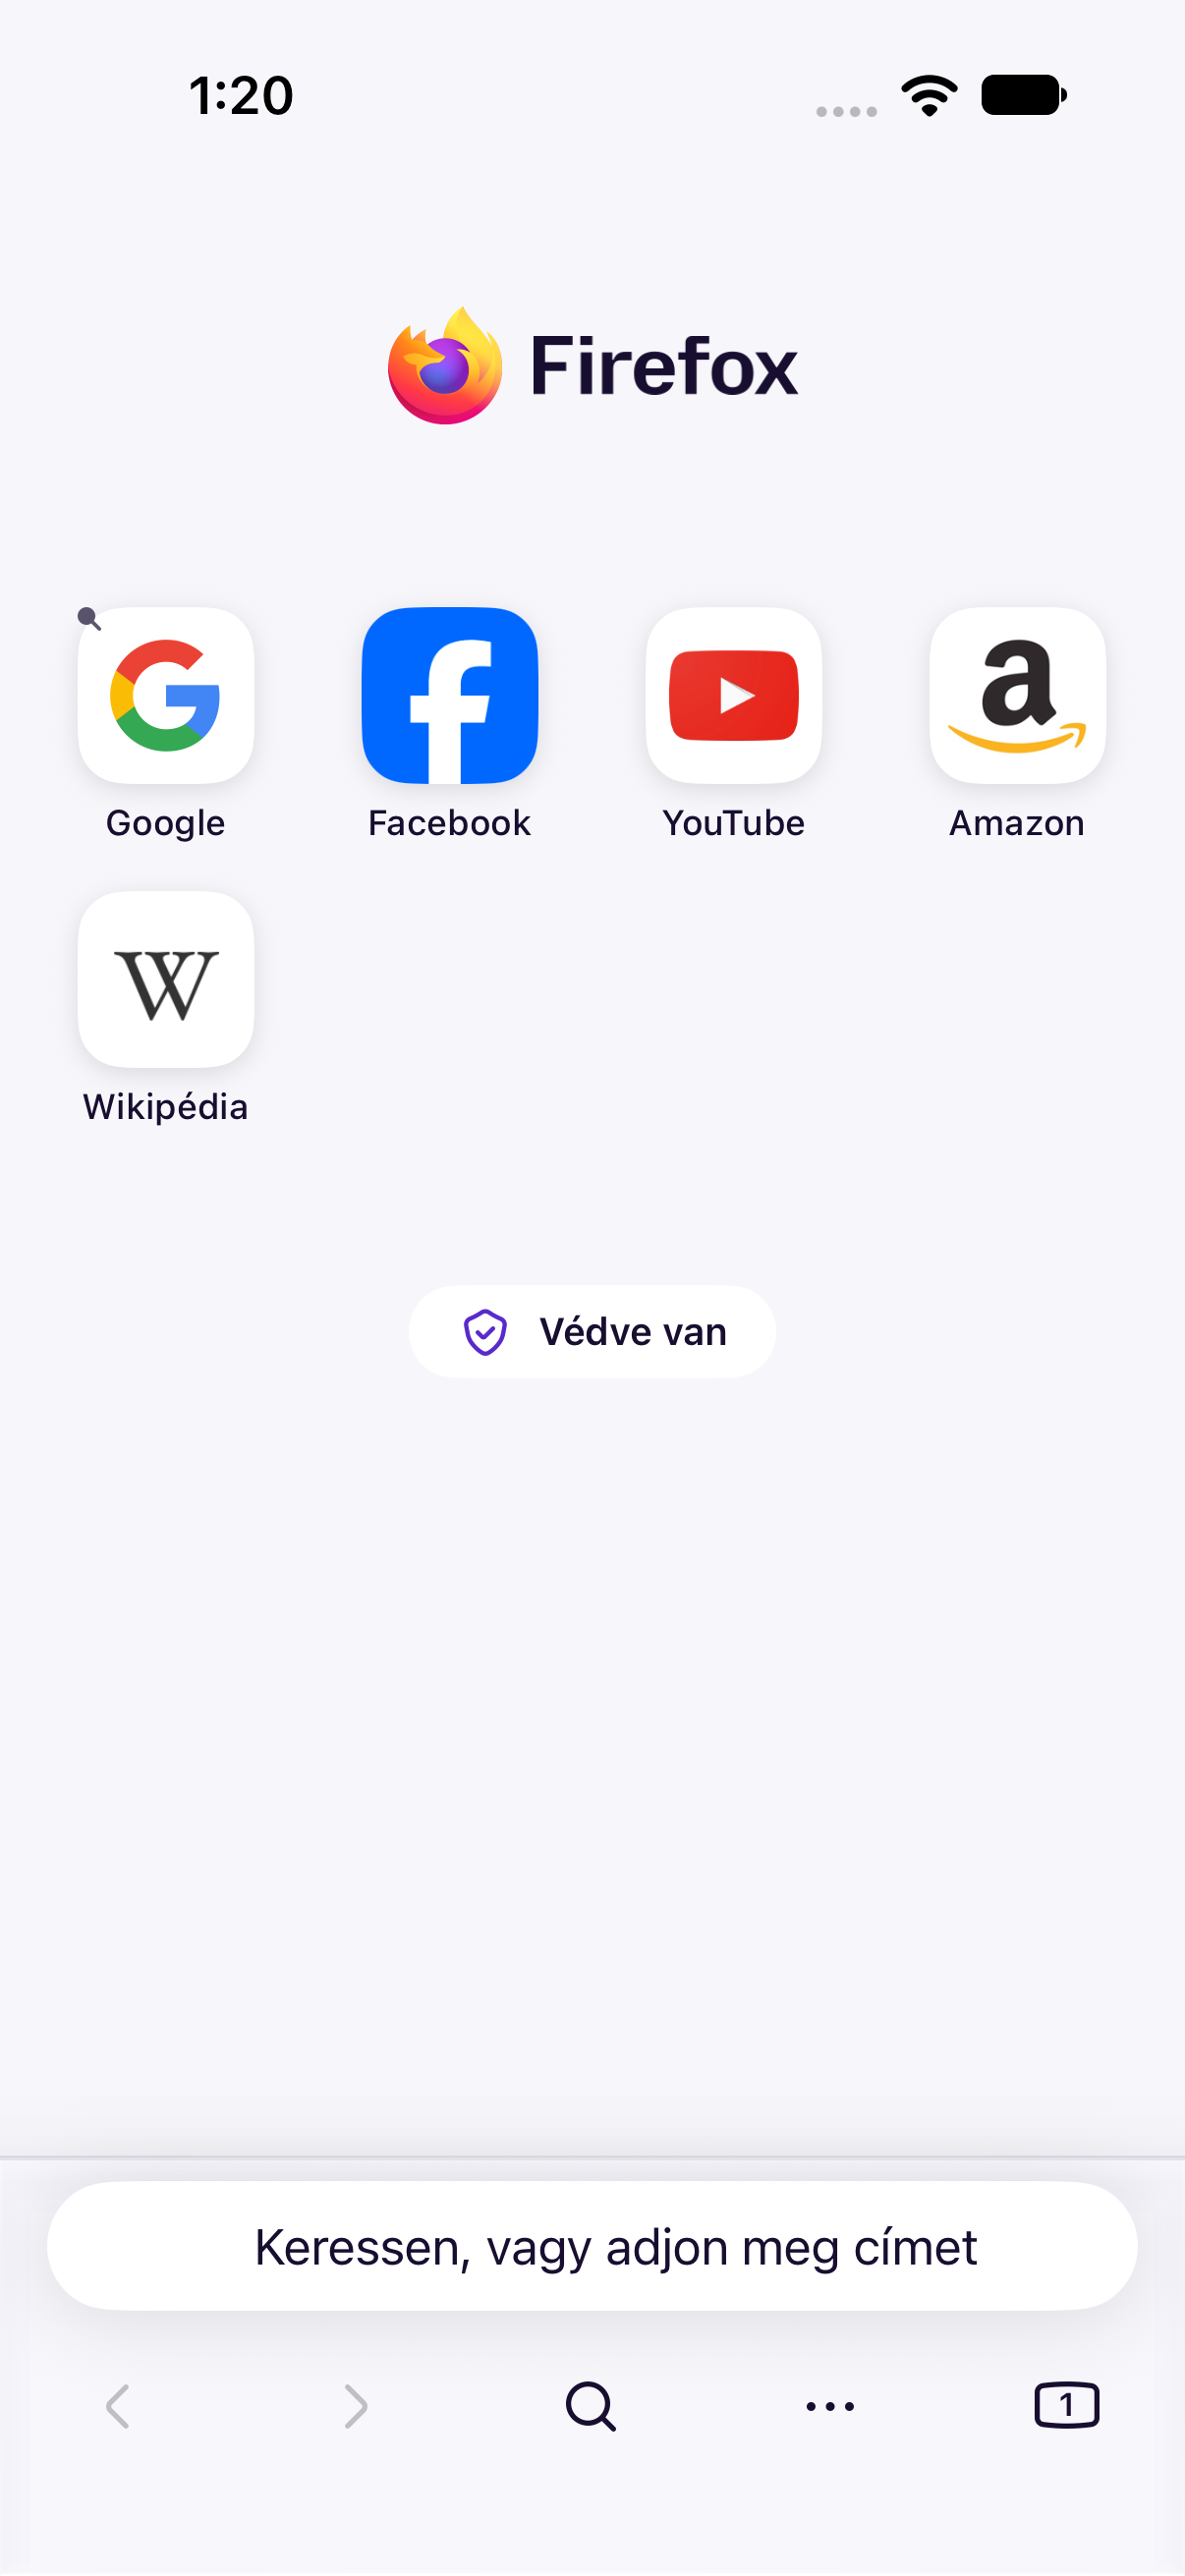 1:20
Firefox
Google
Facebook
YouTube
Amazon
Wikipédia
Védve van
Keressen, vagy adjon meg címet
1